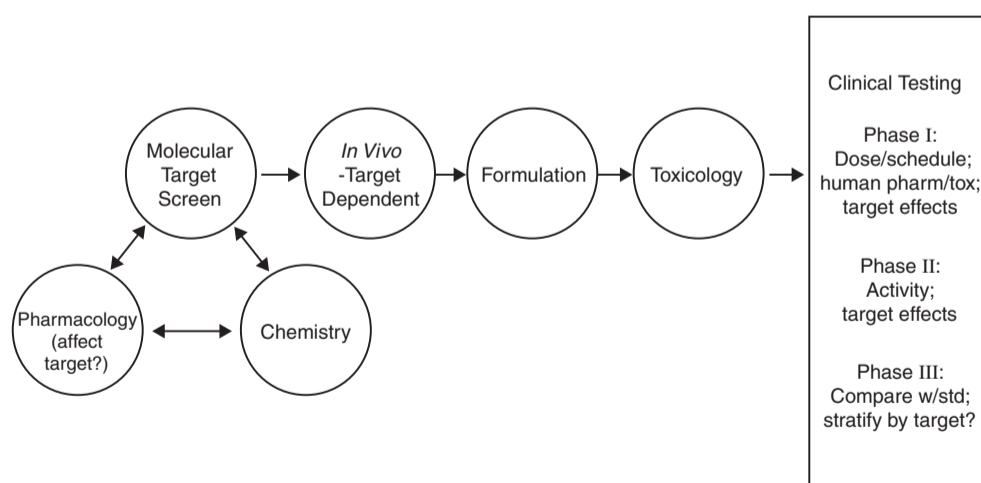 Molecular
Target
Screen
In Vivo
-Target
Dependent
Formulation
Toxicology
Pharmacology
(affect
target?)
Chemistry
Clinical Testing
Phase I:
Dose/schedule;
human pharm/tox;
target effects
Phase II:
Activity;
target effects
Phase III:
Compare w/std;
stratify by target?